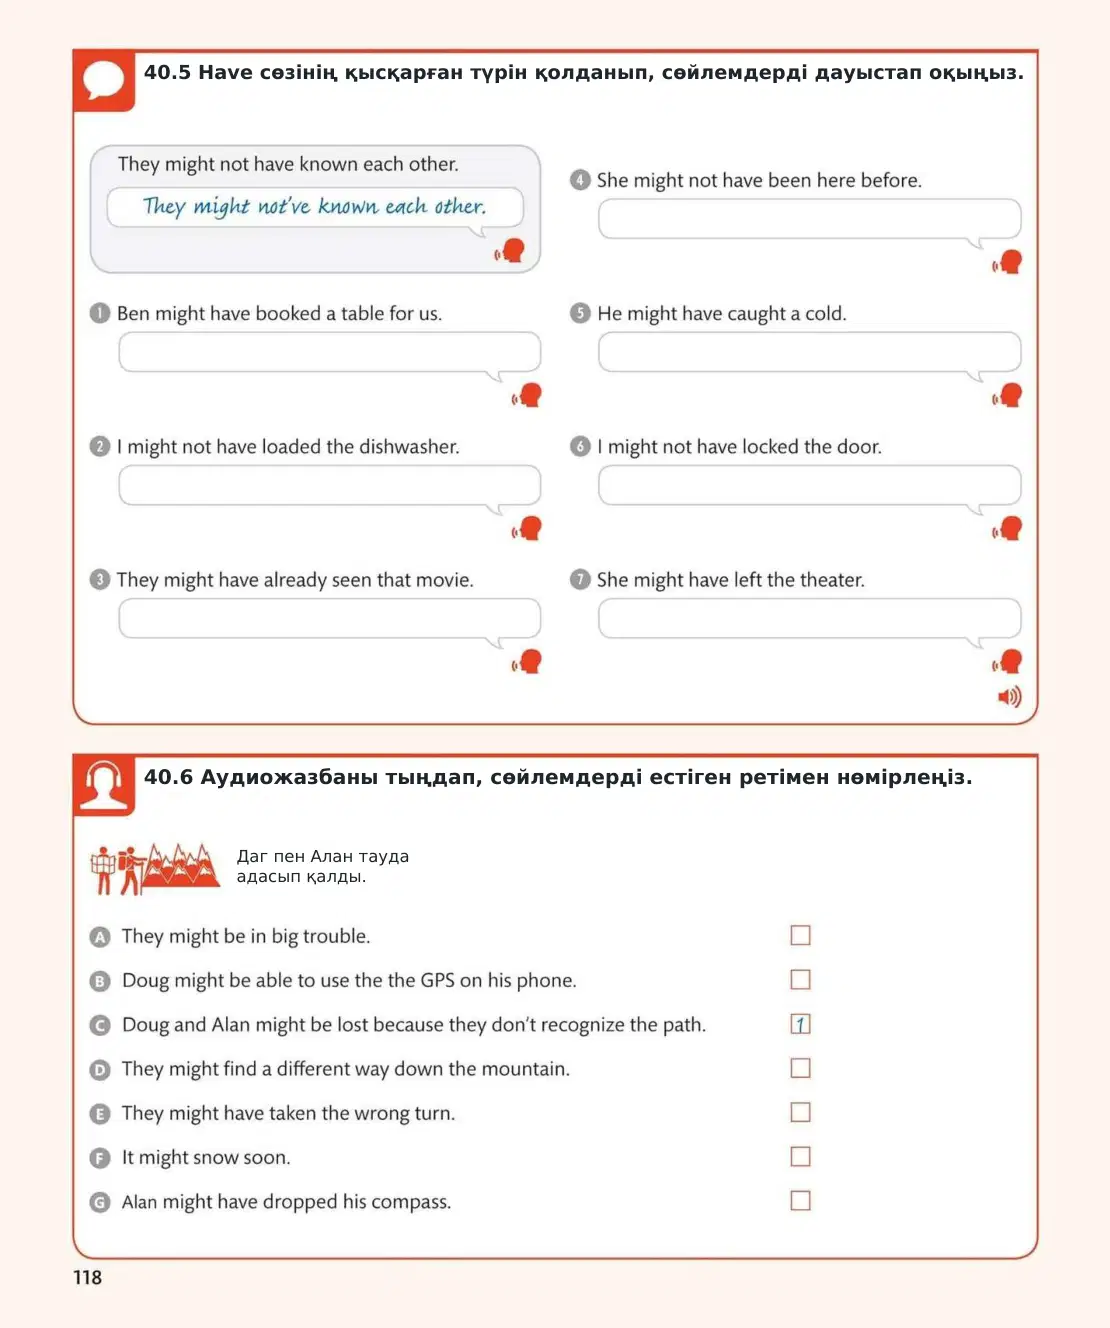 40.5 Have сөзінің қысқарған түрін қолданып, сөйлемдерді дауыстап оқыңыз.
They might not have known each other.
They might not've known each other.
1 Ben might have booked a table for us.
2 I might not have loaded the dishwasher.
3 They might have already seen that movie.
4 She might not have been here before.
5 He might have caught a cold.
6 I might not have locked the door.
7 She might have left the theater.
40.6 Аудиожазбаны тыңдап, сөйлемдерді естіген ретімен нөмірлеңіз.
Даг пен Алан тауда
адасып қалды.
A They might be in big trouble.
B Doug might be able to use the the GPS on his phone.
C Doug and Alan might be lost because they don't recognize the path. 1
D They might find a different way down the mountain.
E They might have taken the wrong turn.
F It might snow soon.
G Alan might have dropped his compass.
118